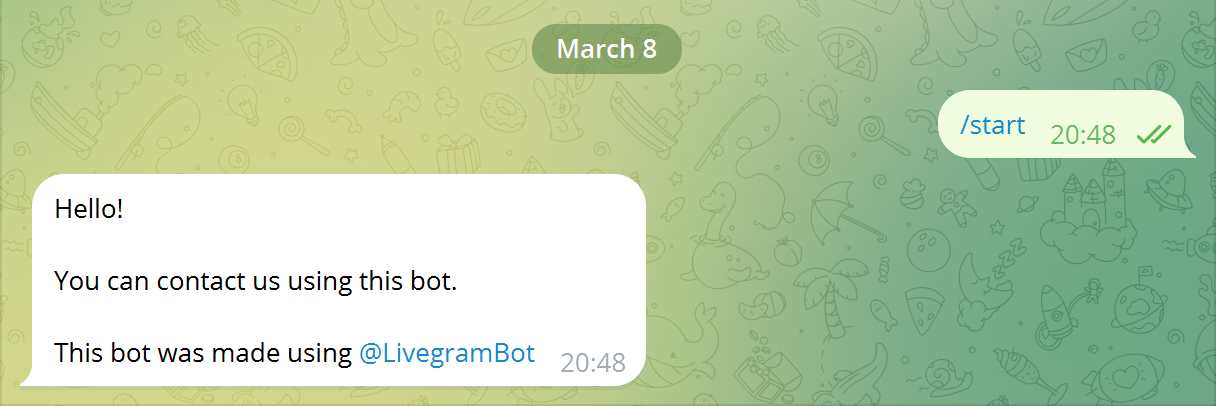 March 8
/start 20:48
Hello!
You can contact us using this bot.
This bot was made using @LivegramBot 20:48